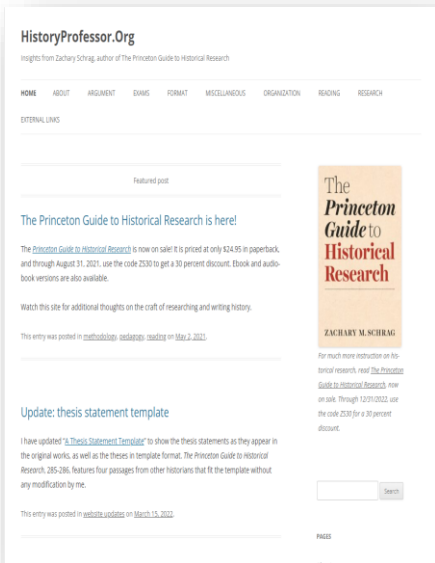 HistoryProfessor.Org
Insights from Zachary Schrag, author of The Princeton Guide to Historical Research
HOME ABOUT ARGUMENT EXAMS FORMAT MISCELLANEOUS ORGANIZATION READING RESEARCH
EXTERNAL LINKS
Featured post
The Princeton Guide to Historical Research is here!
The Princeton Guide to Historical Research is now on sale! It is priced at only $24.95 in paperback,
and through August 31, 2021, use the code ZS30 to get a 30 percent discount. Ebook and audio-
book versions are also available.
Watch this site for additional thoughts on the craft of researching and writing history.
This entry was posted in methodology, pedagogy, reading on May 2, 2021.
Update: thesis statement template
I have updated "A Thesis Statement Template" to show the thesis statements as they appear in
the original works, as well as the theses in template format. The Princeton Guide to Historical
Research, 285-286, features four passages from other historians that fit the template without
any modification by me.
This entry was posted in website updates on March 15, 2022.
The
Princeton
Guide to
Historical
Research
ZACHARY M. SCHRAG
For much more instruction on his-
torical research, read The Princeton
Guide to Historical Research, now
on sale. Through 12/31/2022, use
the code ZS30 for a 30 percent
discount.
Search
PAGES